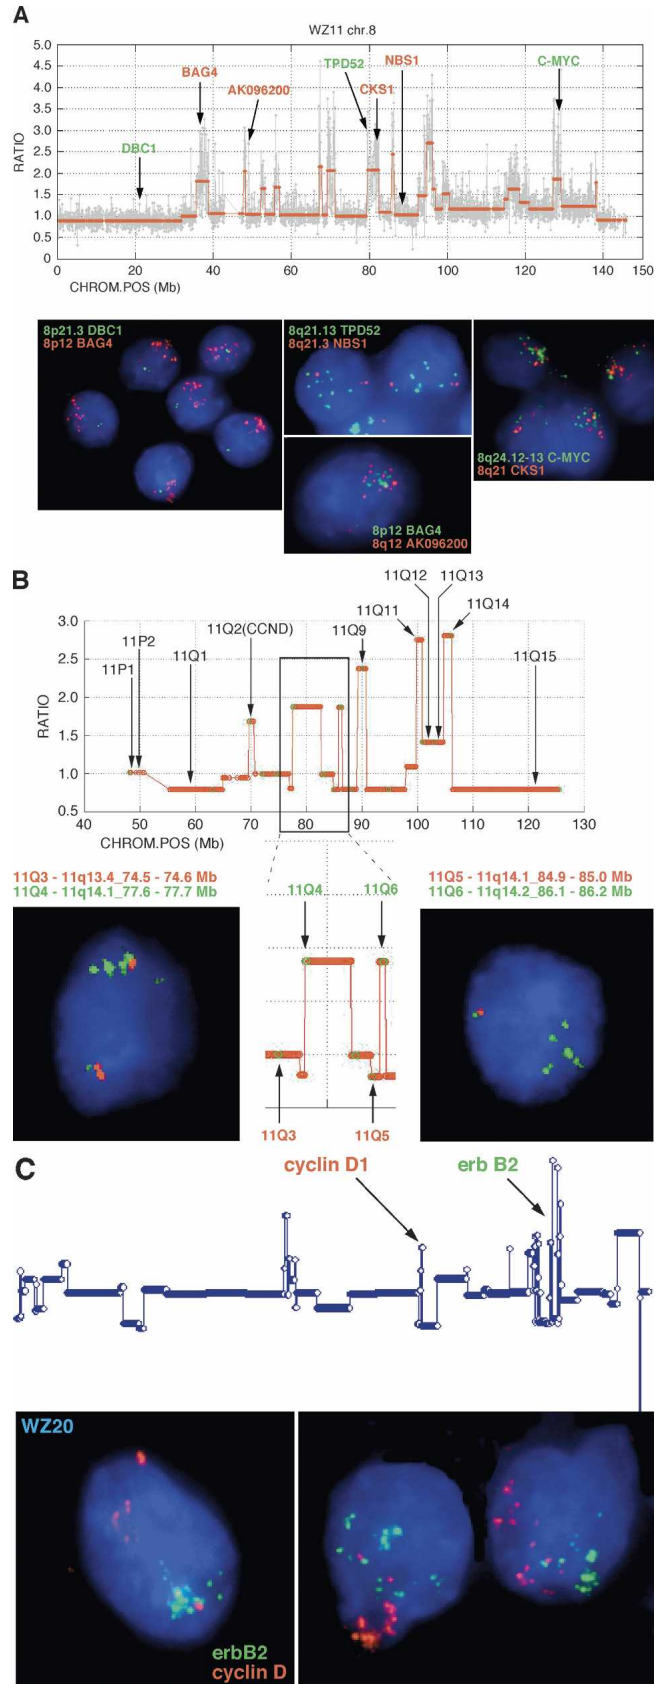 A
WZ11 chr.8
5.0
4.5
4.0
3.5
3.0
2.5
2.0
1.5
1.0
0.5
0
RATIO
BAG4
AK096200
TPD52
NBS1
CKS1
C-MYC
DBC1
0 20 40 60 80 100 120 140 150
CHROM.POS (Mb)
8p21.3 DBC1
8p12 BAG4
8q21.13 TPD52
8q21.3 NBS1
8q24.12-13 C-MYC
8q21 CKS1
8p12 BAG4
8q12 AK096200
B
3.0
2.5
2.0
1.5
1.0
0.5
RATIO
11P1
11P2
11Q1
11Q2(CCND)
11Q9
11Q11
11Q12
11Q13
11Q14
11Q15
40 50 60 70 80 90 100 110 120 130
CHROM.POS (Mb)
11Q3 - 11q13.4_74.5 - 74.6 Mb
11Q4 - 11q14.1_77.6 - 77.7 Mb
11Q4
11Q6
11Q3
11Q5
11Q5 - 11q14.1_84.9 - 85.0 Mb
11Q6 - 11q14.2_86.1 - 86.2 Mb
C
cyclin D1
erb B2
WZ20
erbB2
cyclin D